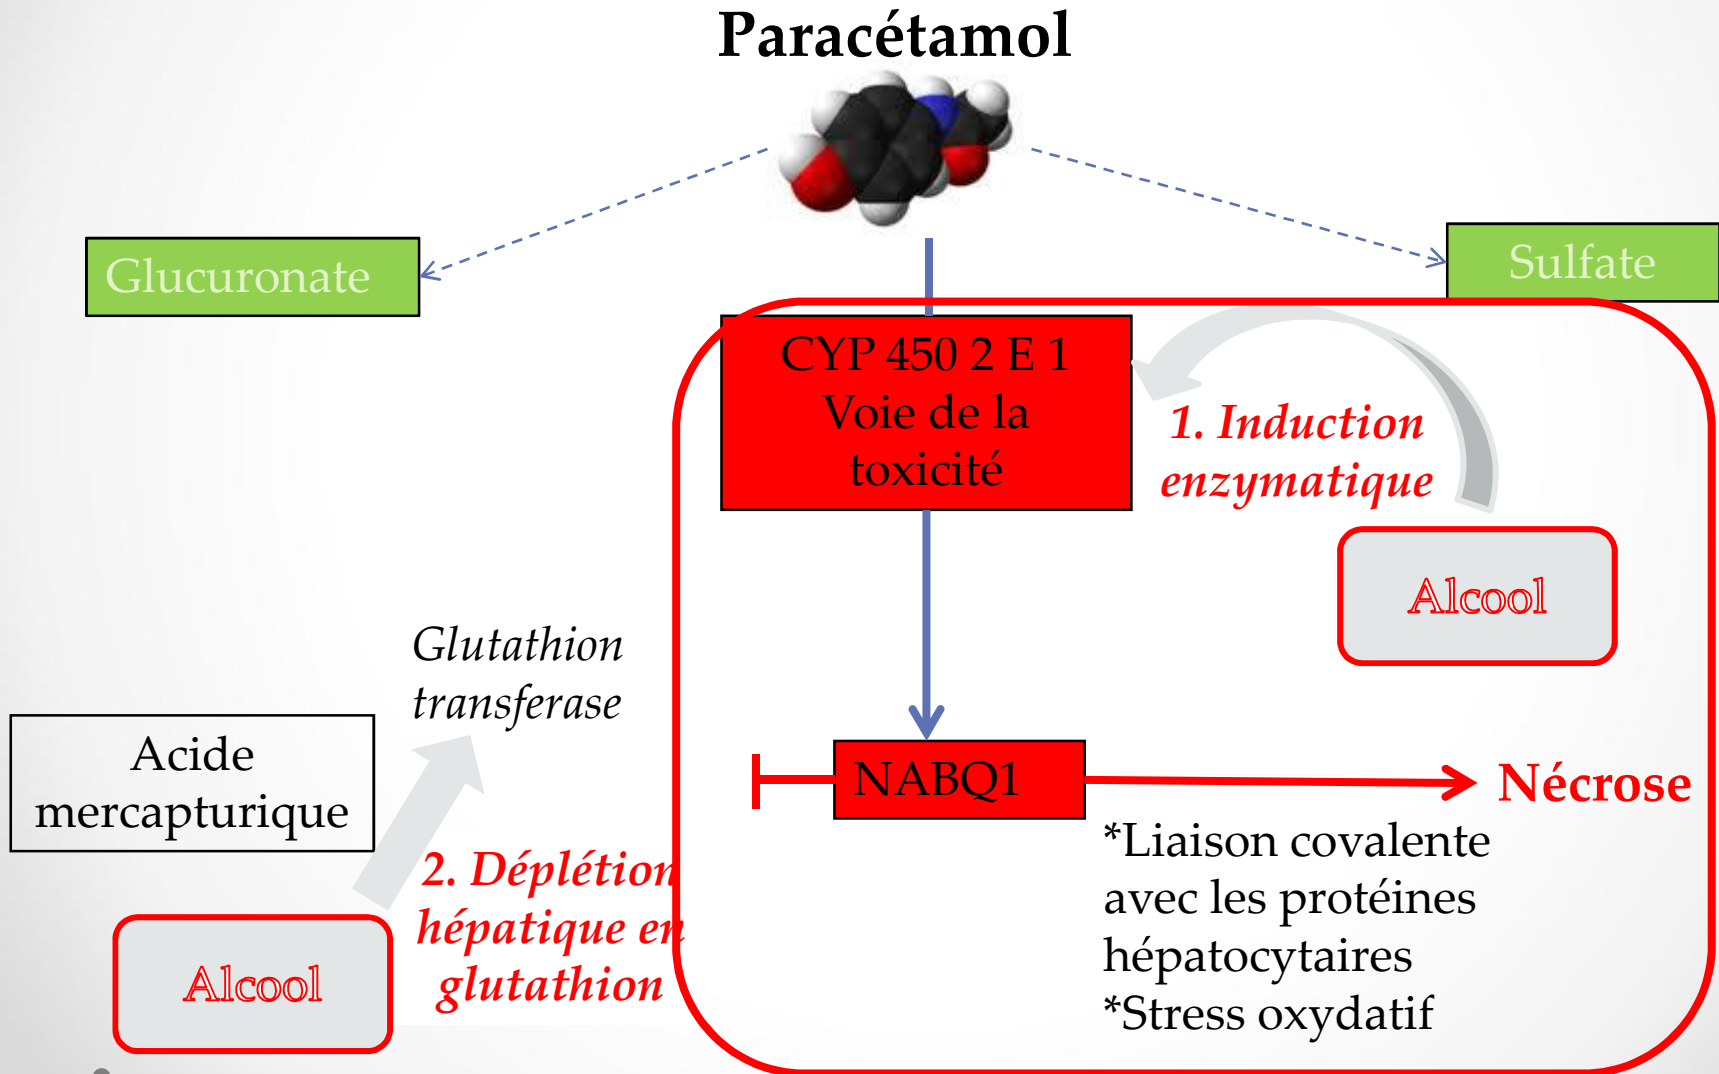 Paracétamol
Glucuronate
Sulfate
CYP 450 2 E 1
Voie de la
toxicité
1. Induction
enzymatique
Alcool
Glutathion
transferase
Acide
mercapturique
NABQ1
Nécrose
*Liaison covalente
avec les protéines
hépatocytaires
*Stress oxydatif
2. Déplétion
hépatique en
glutathion
Alcool